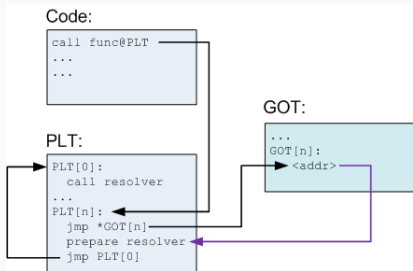 Code:
call func@PLT
...
...
PLT:
PLT[0]:
call resolver
...
PLT[n]:
jmp *GOT[n]
prepare resolver
jmp PLT[0]
GOT:
...
GOT[n]:
<addr>